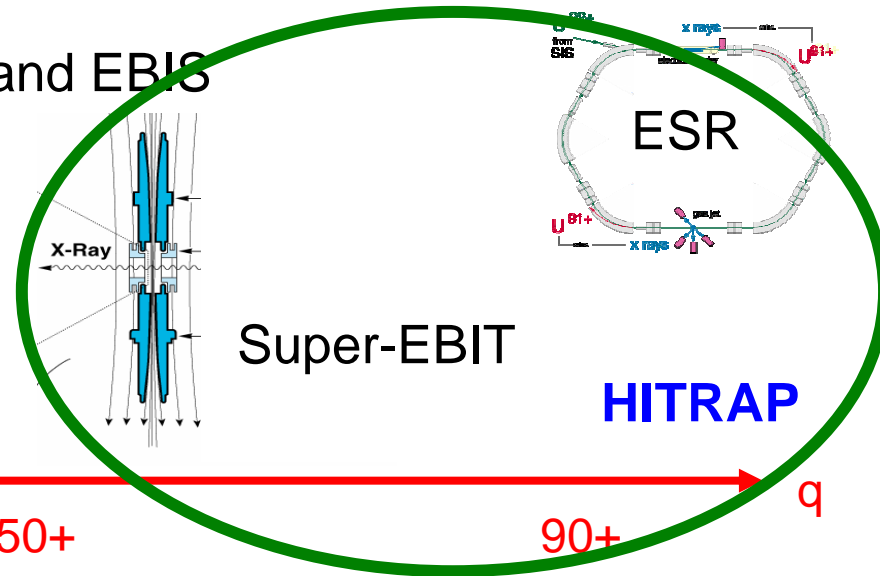 and EBIS
x rays
from
SIS
U91+
ESR
X-Ray
gas jet
U91+
x rays
Super-EBIT
HITRAP
q
50+
90+